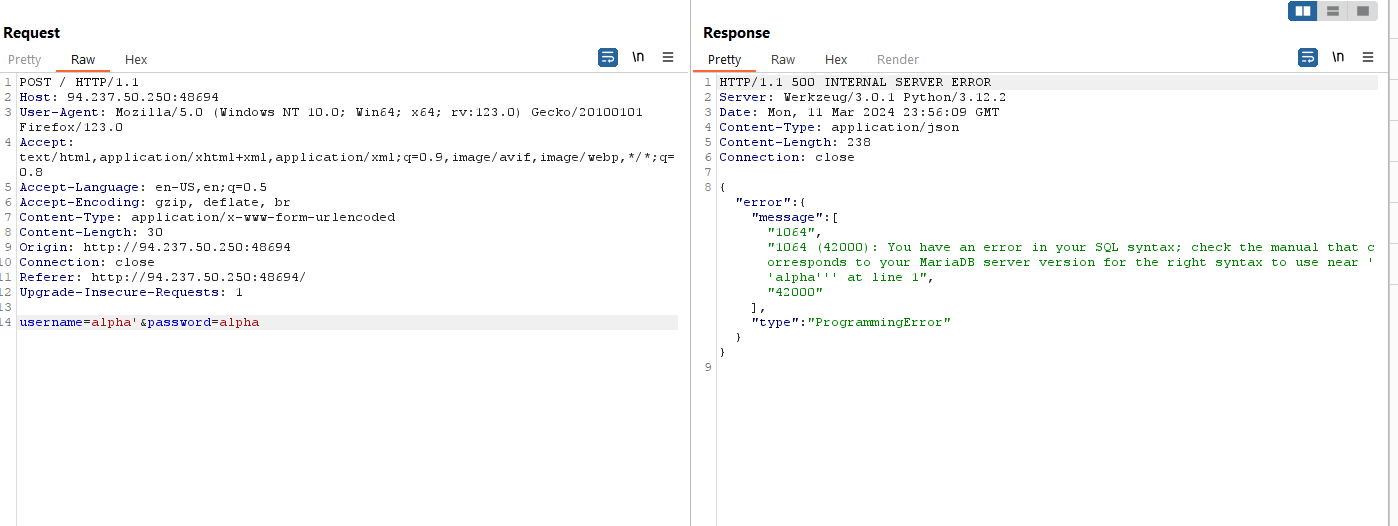 Request
Pretty Raw Hex
\n
1 POST / HTTP/1.1
2 Host: 94.237.50.250:48694
3 User-Agent: Mozilla/5.0 (Windows NT 10.0; Win64; x64; rv:123.0) Gecko/20100101
Firefox/123.0
4 Accept:
text/html,application/xhtml+xml,application/xml;q=0.9,image/avif,image/webp,*/*;q=
0.8
5 Accept-Language: en-US,en;q=0.5
6 Accept-Encoding: gzip, deflate, br
7 Content-Type: application/x-www-form-urlencoded
8 Content-Length: 30
9 Origin: http://94.237.50.250:48694
10 Connection: close
11 Referer: http://94.237.50.250:48694/
12 Upgrade-Insecure-Requests: 1
13
14 username=alpha'&password=alpha
Response
Pretty Raw Hex Render
\n
1 HTTP/1.1 500 INTERNAL SERVER ERROR
2 Server: Werkzeug/3.0.1 Python/3.12.2
3 Date: Mon, 11 Mar 2024 23:56:09 GMT
4 Content-Type: application/json
5 Content-Length: 238
6 Connection: close
7
8 {
"error":{
"message":[
"1064",
"1064 (42000): You have an error in your SQL syntax; check the manual that c
orresponds to your MariaDB server version for the right syntax to use near '
'alpha''' at line 1",
"42000"
],
"type":"ProgrammingError"
}
}
9